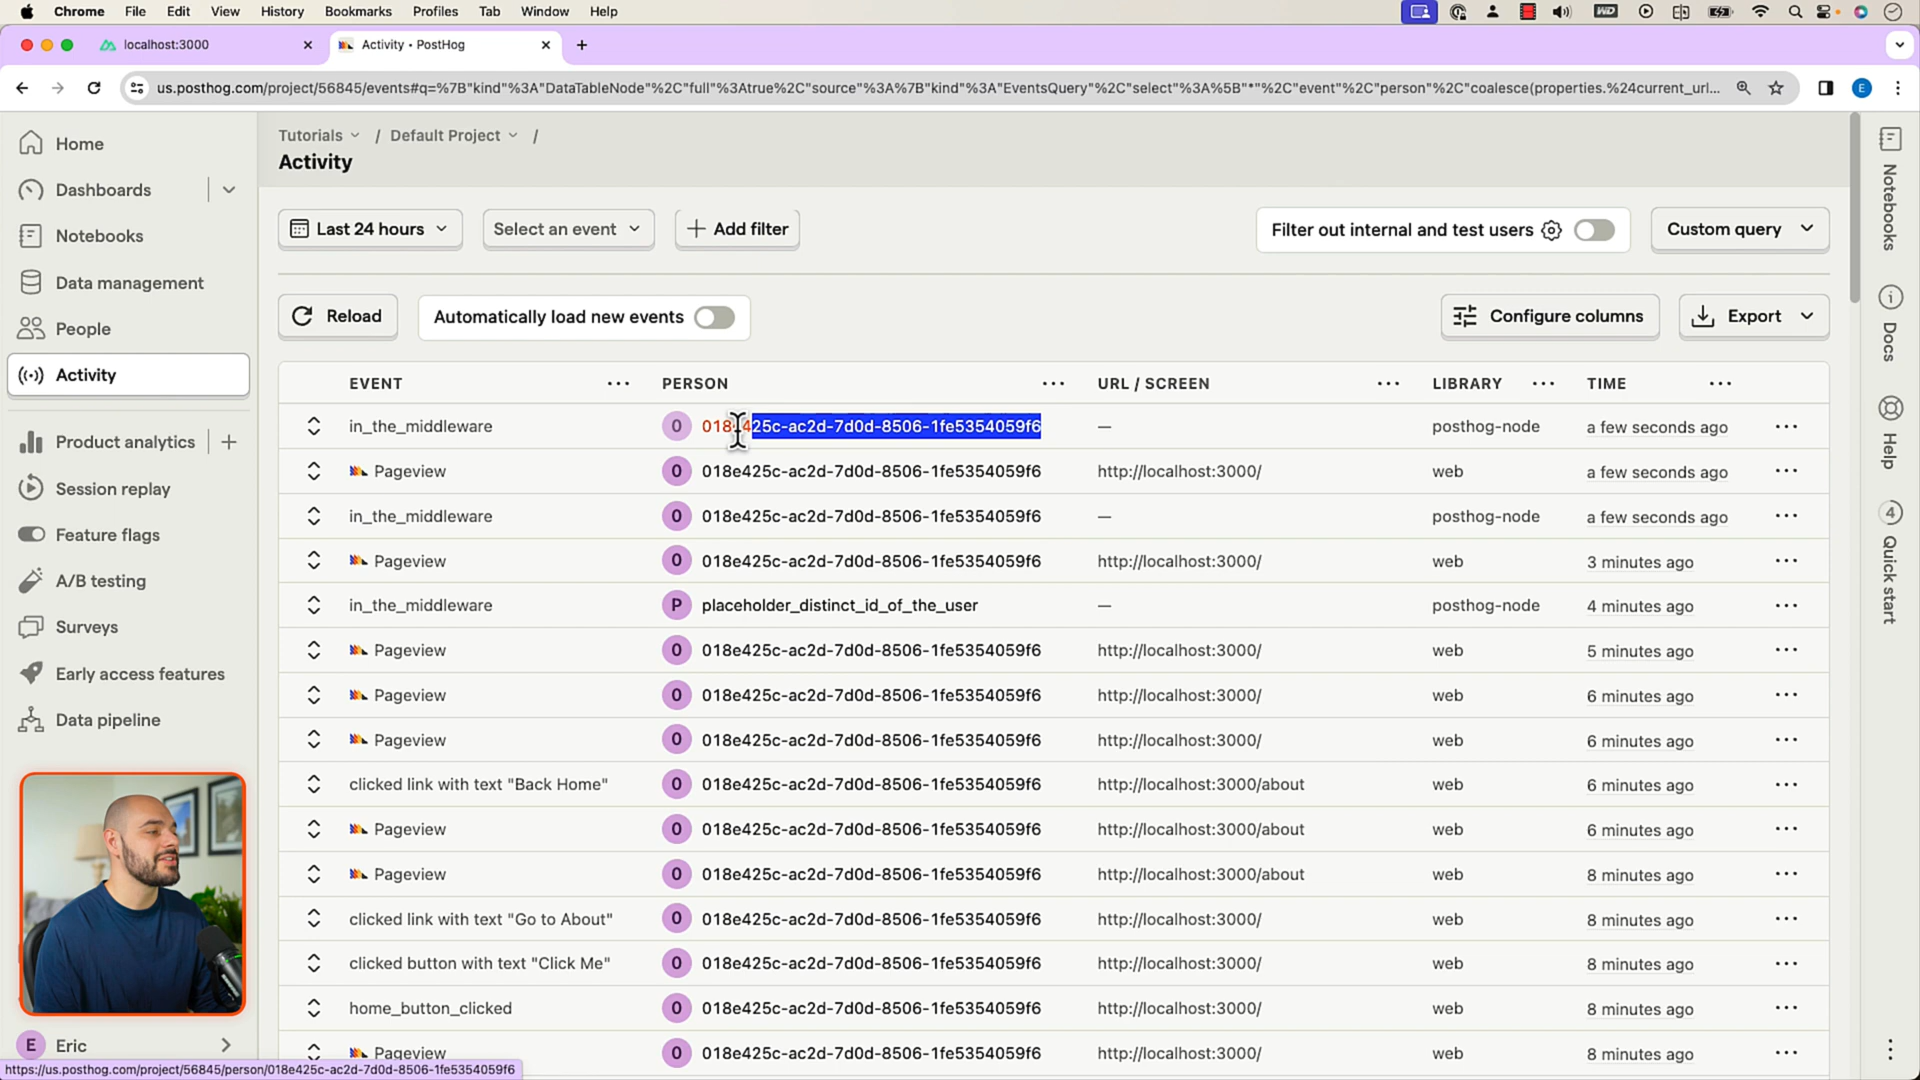 Chrome File Edit View History Bookmarks Profiles Tab Window Help
localhost:3000
Activity • PostHog
us.posthog.com/project/56845/events#q=%7B"kind"%3A"DataTableNode"%2C"full"%3Atrue%2C"source"%3A%7B"kind"%3A"EventsQuery"%2C"select"%3A%5B"*"%2C"event"%2C"person"%2C"coalesce(properties.%24current_url...
E
Home
Dashboards
Notebooks
Data management
People
Activity
Product analytics
Session replay
Feature flags
A/B testing
Surveys
Early access features
Data pipeline
E Eric
Tutorials / Default Project /
Activity
Last 24 hours Select an event Add filter Filter out internal and test users Custom query
Reload Automatically load new events Configure columns Export
EVENT PERSON URL / SCREEN LIBRARY TIME
in_the_middleware 0 018e425c-ac2d-7d0d-8506-1fe5354059f6 — posthog-node a few seconds ago
Pageview 0 018e425c-ac2d-7d0d-8506-1fe5354059f6 http://localhost:3000/ web a few seconds ago
in_the_middleware 0 018e425c-ac2d-7d0d-8506-1fe5354059f6 — posthog-node a few seconds ago
Pageview 0 018e425c-ac2d-7d0d-8506-1fe5354059f6 http://localhost:3000/ web 3 minutes ago
in_the_middleware P placeholder_distinct_id_of_the_user — posthog-node 4 minutes ago
Pageview 0 018e425c-ac2d-7d0d-8506-1fe5354059f6 http://localhost:3000/ web 5 minutes ago
Pageview 0 018e425c-ac2d-7d0d-8506-1fe5354059f6 http://localhost:3000/ web 6 minutes ago
Pageview 0 018e425c-ac2d-7d0d-8506-1fe5354059f6 http://localhost:3000/ web 6 minutes ago
clicked link with text "Back Home" 0 018e425c-ac2d-7d0d-8506-1fe5354059f6 http://localhost:3000/about web 6 minutes ago
Pageview 0 018e425c-ac2d-7d0d-8506-1fe5354059f6 http://localhost:3000/about web 6 minutes ago
Pageview 0 018e425c-ac2d-7d0d-8506-1fe5354059f6 http://localhost:3000/about web 8 minutes ago
clicked link with text "Go to About" 0 018e425c-ac2d-7d0d-8506-1fe5354059f6 http://localhost:3000/ web 8 minutes ago
clicked button with text "Click Me" 0 018e425c-ac2d-7d0d-8506-1fe5354059f6 http://localhost:3000/ web 8 minutes ago
home_button_clicked 0 018e425c-ac2d-7d0d-8506-1fe5354059f6 http://localhost:3000/ web 8 minutes ago
Pageview 0 018e425c-ac2d-7d0d-8506-1fe5354059f6 http://localhost:3000/ web 8 minutes ago
Notebooks
Docs
Help
4 Quick start
https://us.posthog.com/project/56845/person/018e425c-ac2d-7d0d-8506-1fe5354059f6